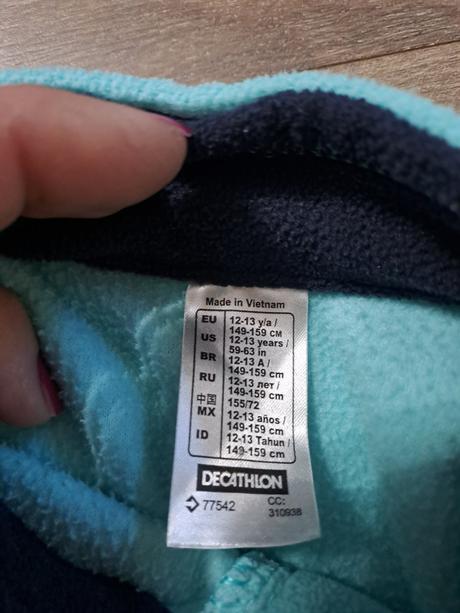 Made in Vietnam
EU 12-13 y/a /
149-159 CM
US 12-13 years /
59-63 in
BR 12-13 A /
149-159 cm
RU 12-13 лет /
149-159 cm
中国 155/72
MX 12-13 años /
149-159 cm
ID 12-13 Tahun /
149-159 cm
DECATHLON
77542 CC:
310938